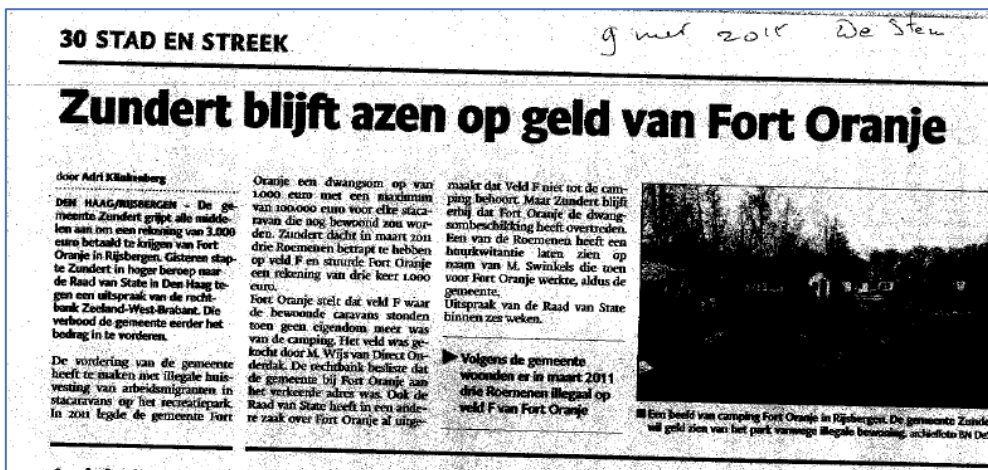 30 STAD EN STREEK
9 mei 2015 De Stem
Zundert blijft azen op geld van Fort Oranje
door Adri Klinkenberg
DEN HAAG/RIJSBERGEN – De ge-
meente Zundert grijpt alle midde-
len aan om een rekening van 3.000
euro betaald te krijgen van Fort
Oranje in Rijsbergen. Gisteren stap-
te Zundert in hoger beroep naar
de Raad van State in Den Haag te-
gen een uitspraak van de recht-
bank Zeeland-West-Brabant. Die
verbood de gemeente eerder het
bedrag in te vorderen.
De vordering van de gemeente
heeft te maken met illegale huis-
vesting van arbeidsmigranten in
stacaravans op het recreatiepark.
In 2011 legde de gemeente Fort
Oranje een dwangsom op van
1.000 euro met een maximum
van 100.000 euro voor elke staca-
ravan die nog bewoond zou wor-
den. Zundert dacht in maart 2011
drie Roemenen betrapt te hebben
op veld F en stuurde Fort Oranje
een rekening van drie keer 1.000
euro.
Fort Oranje stelt dat veld F waar
de bewoonde caravans stonden
toen geen eigendom meer was
van de camping. Het veld was ge-
kocht door M. Wijs van Direct On-
derdak. De rechtbank besliste dat
de gemeente bij Fort Oranje aan
het verkeerde adres was. Ook de
Raad van State heeft in een ande-
re zaak over Fort Oranje al uitge-
maakt dat Veld F niet tot de cam-
ping behoort. Maar Zundert blijft
erbij dat Fort Oranje de dwang-
sombeschikking heeft overtreden.
Een van de Roemenen heeft een
huurkwitantie laten zien op
naam van M. Swinkels die toen
voor Fort Oranje werkte, aldus de
gemeente.
Uitspraak van de Raad van State
binnen zes weken.
Volgens de gemeente
woonden er in maart 2011
drie Roemenen illegaal op
veld F van Fort Oranje
Een beeld van camping Fort Oranje in Rijsbergen. De gemeente Zunde
wil geld zien van het park vanwege illegale bewoning. archieffoto BN DeS